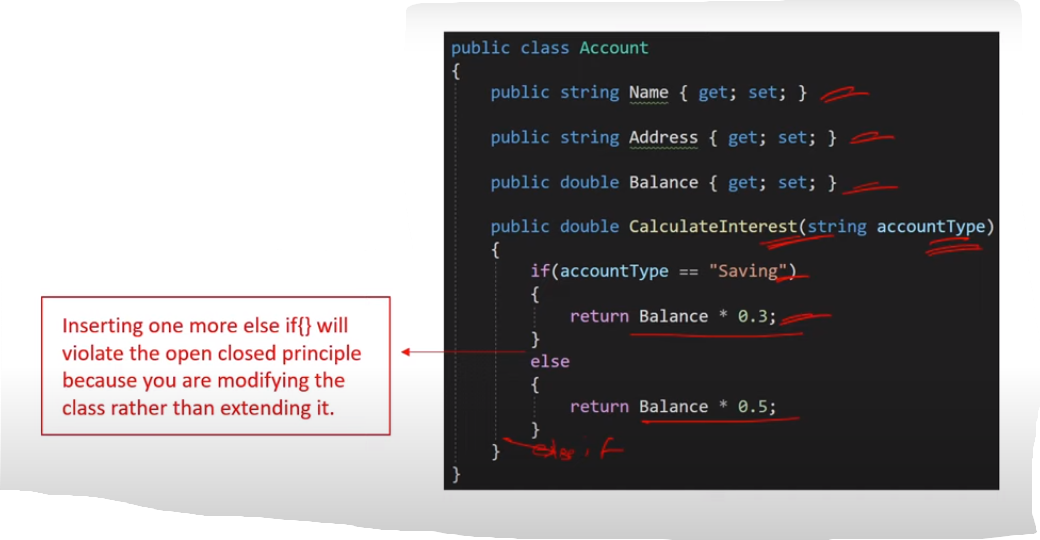 public class Account
{
public string Name { get; set; }
public string Address { get; set; }
public double Balance { get; set; }
public double CalculateInterest(string accountType)
{
if(accountType == "Saving")
{
return Balance * 0.3;
}
else
{
return Balance * 0.5;
}
else if
}
}
Inserting one more else if{} will
violate the open closed principle
because you are modifying the
class rather than extending it.